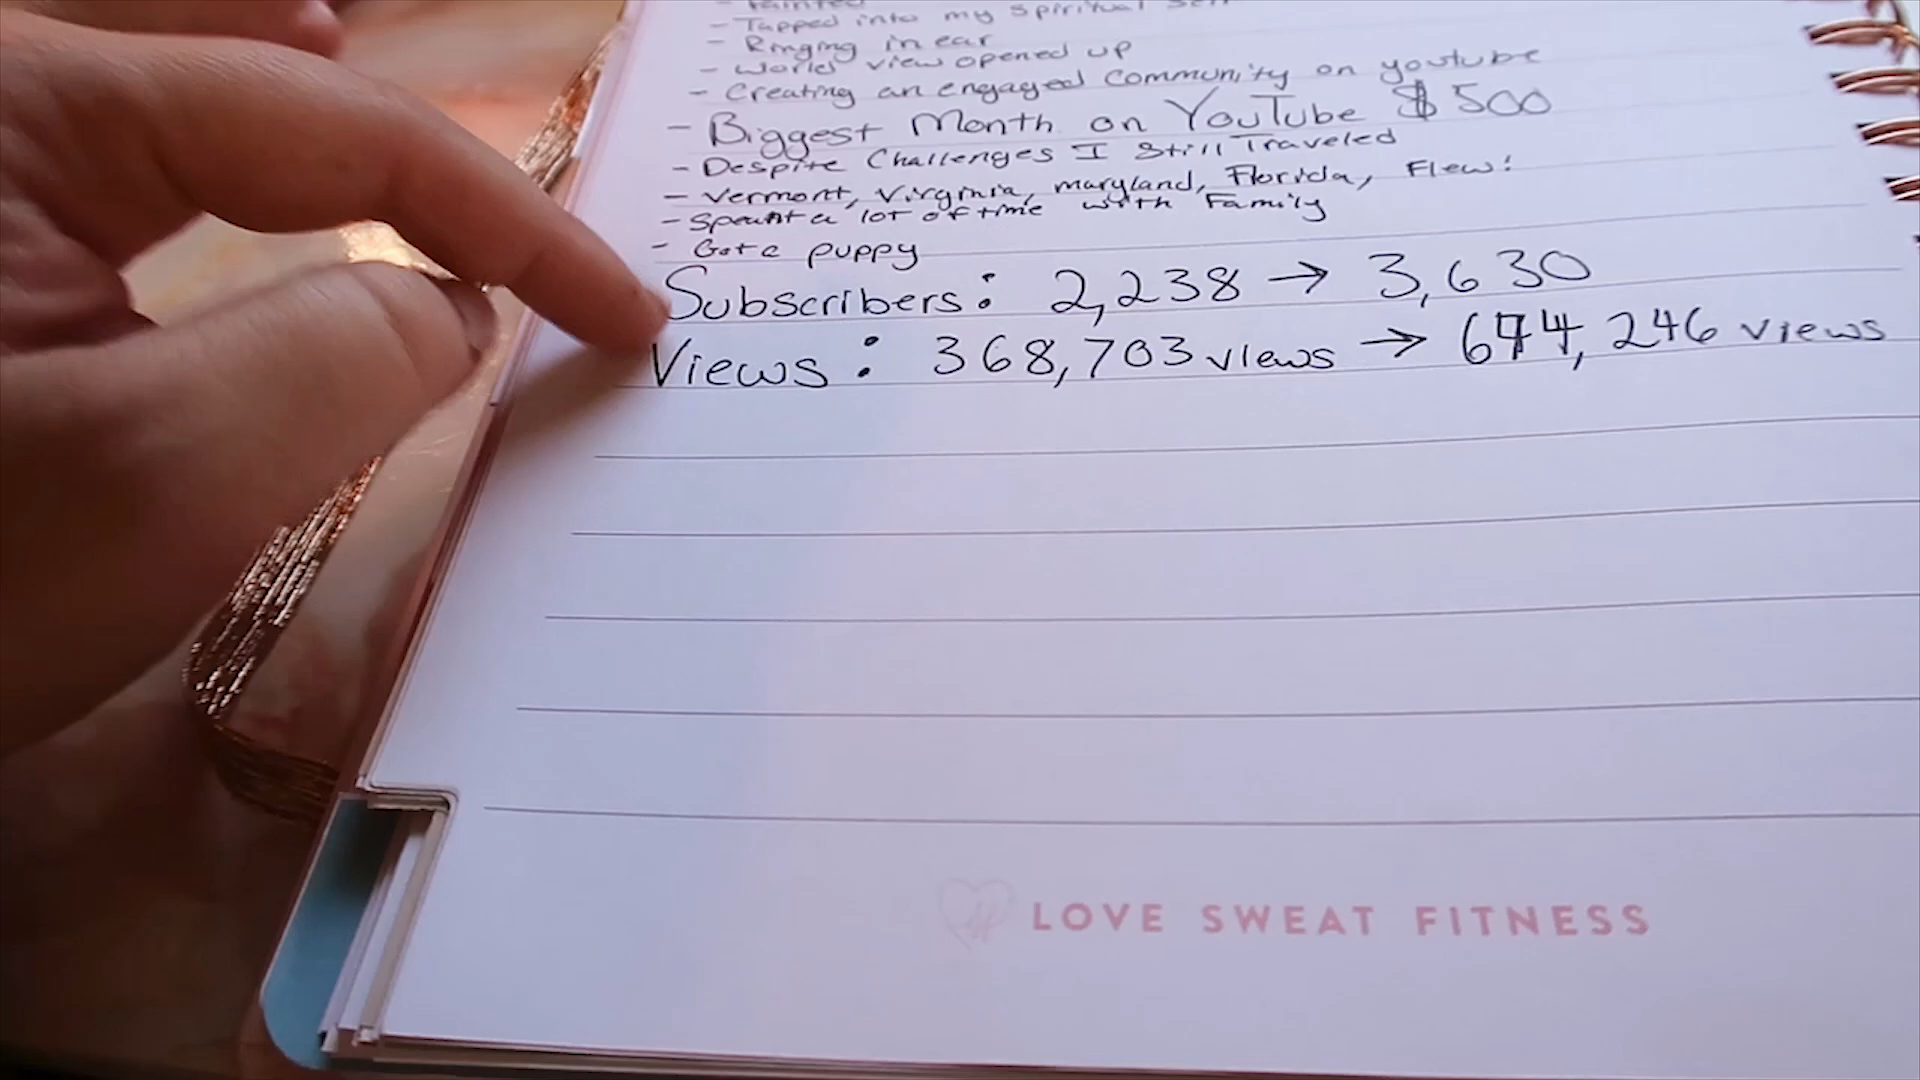 - Painted
- Tapped into my spiritual self
- Ringing in ear
- World view opened up
- Creating an engaged community on youtube
- Biggest Month on YouTube $500
- Despite Challenges I Still Traveled
- Vermont, Virginia, maryland, Florida, Flew!
- Spent a lot of time with Family
- Got a puppy
Subscribers: 2,238 → 3,630
Views: 368,703 views → 644,246 views
LOVE SWEAT FITNESS